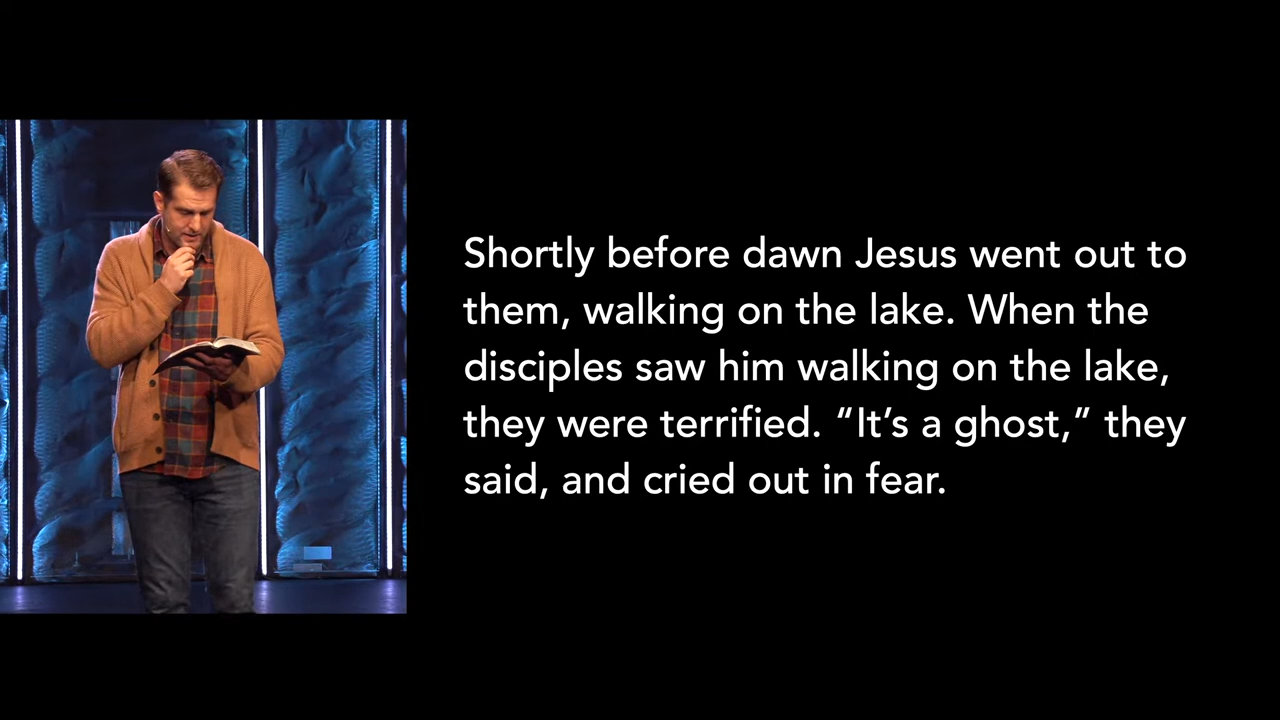 Shortly before dawn Jesus went out to
them, walking on the lake. When the
disciples saw him walking on the lake,
they were terrified. “It’s a ghost,” they
said, and cried out in fear.